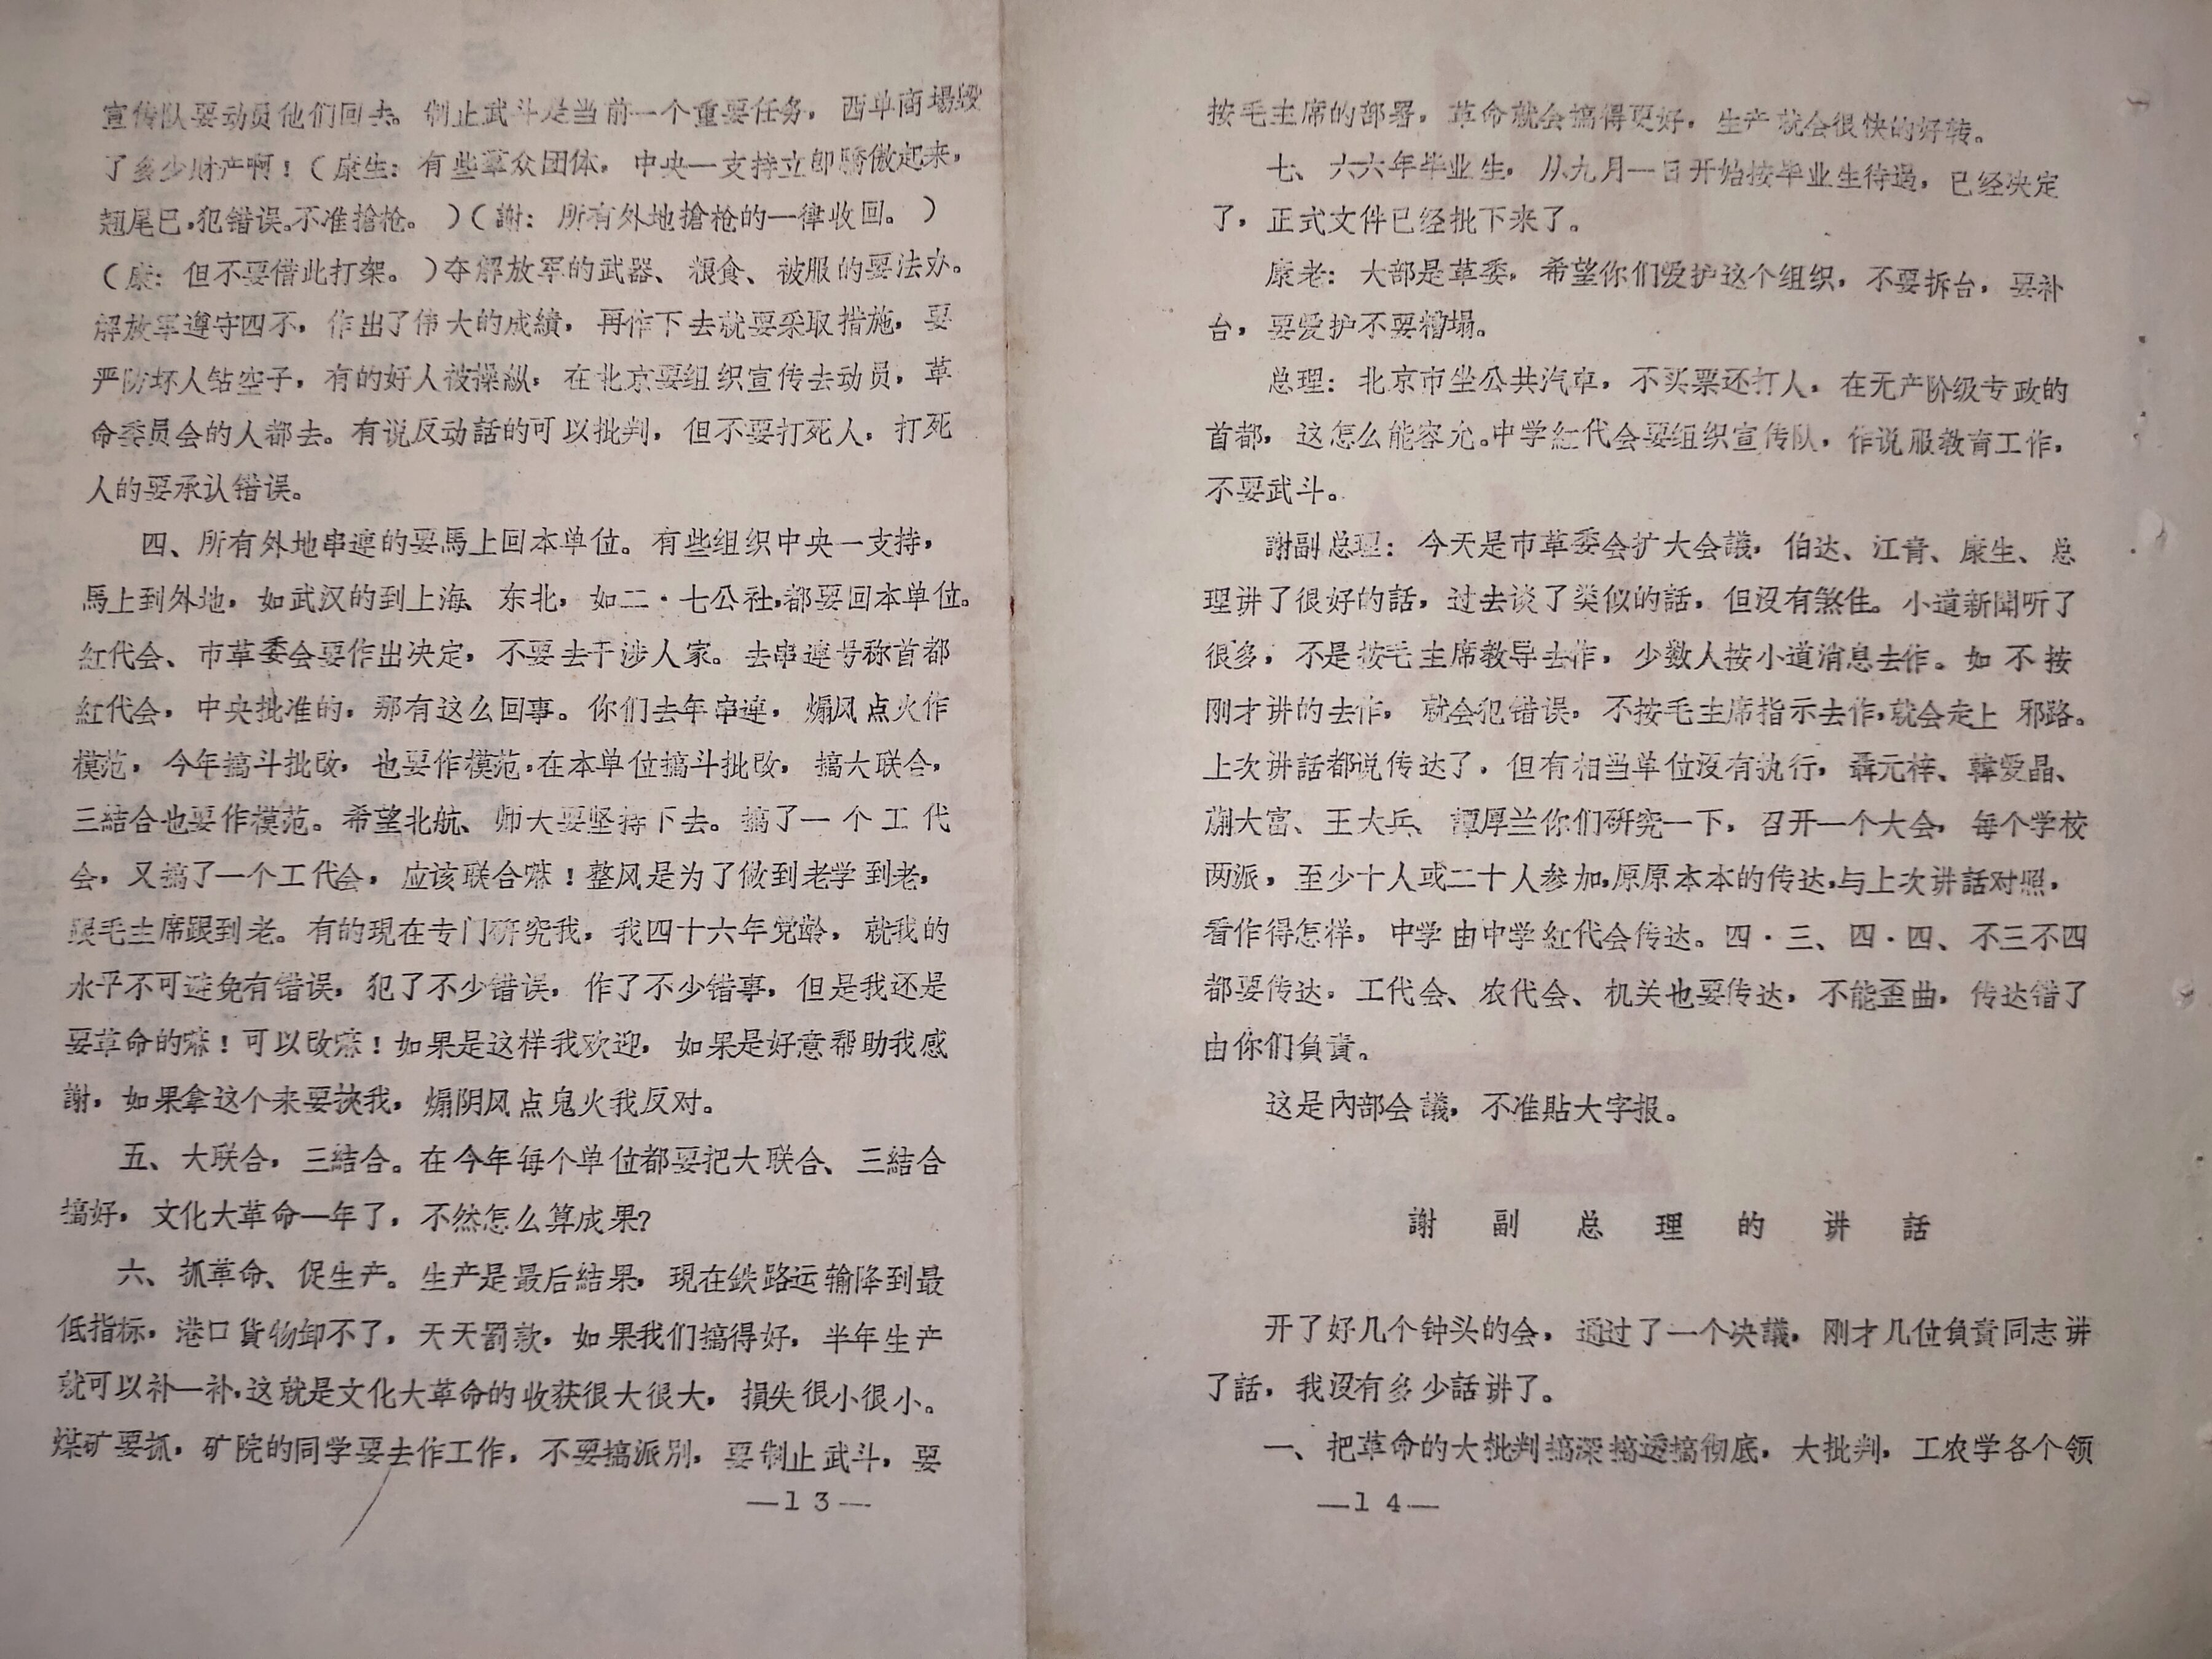 宣传队要动员他们回去。制止武斗是当前一个重要任务，西单商場毁
了多少財产啊！（康生：有些羣众团体，中央一支持立即驕傲起来，
翘尾巴，犯错误。不准搶枪。）（謝：所有外地搶枪的一律收回。）
（康：但不要借此打架。）夺解放军的武器、粮食、被服的要法办。
解放军遵守四不，作出了伟大的成績，再作下去就要采取措施，要
严防坏人钻空子，有的好人被操纵，在北京要组织宣传去动员，革
命委员会的人都去。有说反动話的可以批判，但不要打死人，打死
人的要承认错误。
四、所有外地串連的要馬上回本单位。有些组织中央一支持，
馬上到外地，如武汉的到上海、东北，如二·七公社，都要回本单位。
紅代会、市革委会要作出决定，不要去干涉人家。去串連号称首都
紅代会，中央批准的，那有这么回事。你们去年串連，煽风点火作
模范，今年搞斗批改，也要作模范，在本单位搞斗批改，搞大联合，
三結合也要作模范。希望北航、师大要坚持下去。搞了一个工代
会，又搞了一个工代会，应该联合嘛！整风是为了做到老学到老，
跟毛主席跟到老。有的現在专门研究我，我四十六年党龄，就我的
水平不可避免有错误，犯了不少错误，作了不少错事，但是我还是
要革命的嘛！可以改嘛！如果是这样我欢迎，如果是好意帮助我感
謝，如果拿这个来要挾我，煽阴风点鬼火我反对。
五、大联合，三結合。在今年每个单位都要把大联合、三結合
搞好，文化大革命一年了，不然怎么算成果？
六、抓革命、促生产。生产是最后結果，現在鉄路运输降到最
低指标，港口貨物卸不了，天天罰款，如果我们搞得好，半年生产
就可以补一补，这就是文化大革命的收获很大很大，損失很小很小。
煤矿要抓，矿院的同学要去作工作，不要搞派別，要制止武斗，要
—13—
按毛主席的部署，革命就会搞得更好，生产就会很快的好转。
七、六六年毕业生，从九月一日开始按毕业生待遇，已经决定
了，正式文件已经批下来了。
康老：大部是革委，希望你们爱护这个组织，不要拆台，要补
台，要爱护不要糟塌。
总理：北京市坐公共汽車，不买票还打人，在无产阶级专政的
首都，这怎么能容允。中学紅代会要组织宣传队，作说服教育工作，
不要武斗。
謝副总理：今天是市革委会扩大会議，伯达、江青、康生、总
理讲了很好的話，过去谈了类似的話，但沒有煞住。小道新聞听了
很多，不是按毛主席教导去作，少数人按小道消息去作。如不按
刚才讲的去作，就会犯错误，不按毛主席指示去作，就会走上邪路。
上次讲話都说传达了，但有相当单位沒有执行，聶元梓、韓爱晶、
蒯大富、王大兵、譚厚兰你们研究一下，召开一个大会，每个学校
两派，至少十人或二十人参加，原原本本的传达，与上次讲話对照，
看作得怎样，中学由中学紅代会传达。四·三、四·四、不三不四
都要传达，工代会、农代会、机关也要传达，不能歪曲，传达错了
由你们負責。
这是內部会議，不准貼大字报。
謝副总理的讲話
开了好几个钟头的会，通过了一个决議，刚才几位負責同志讲
了話，我沒有多少話讲了。
一、把革命的大批判搞深搞透搞彻底，大批判，工农学各个领
—14—